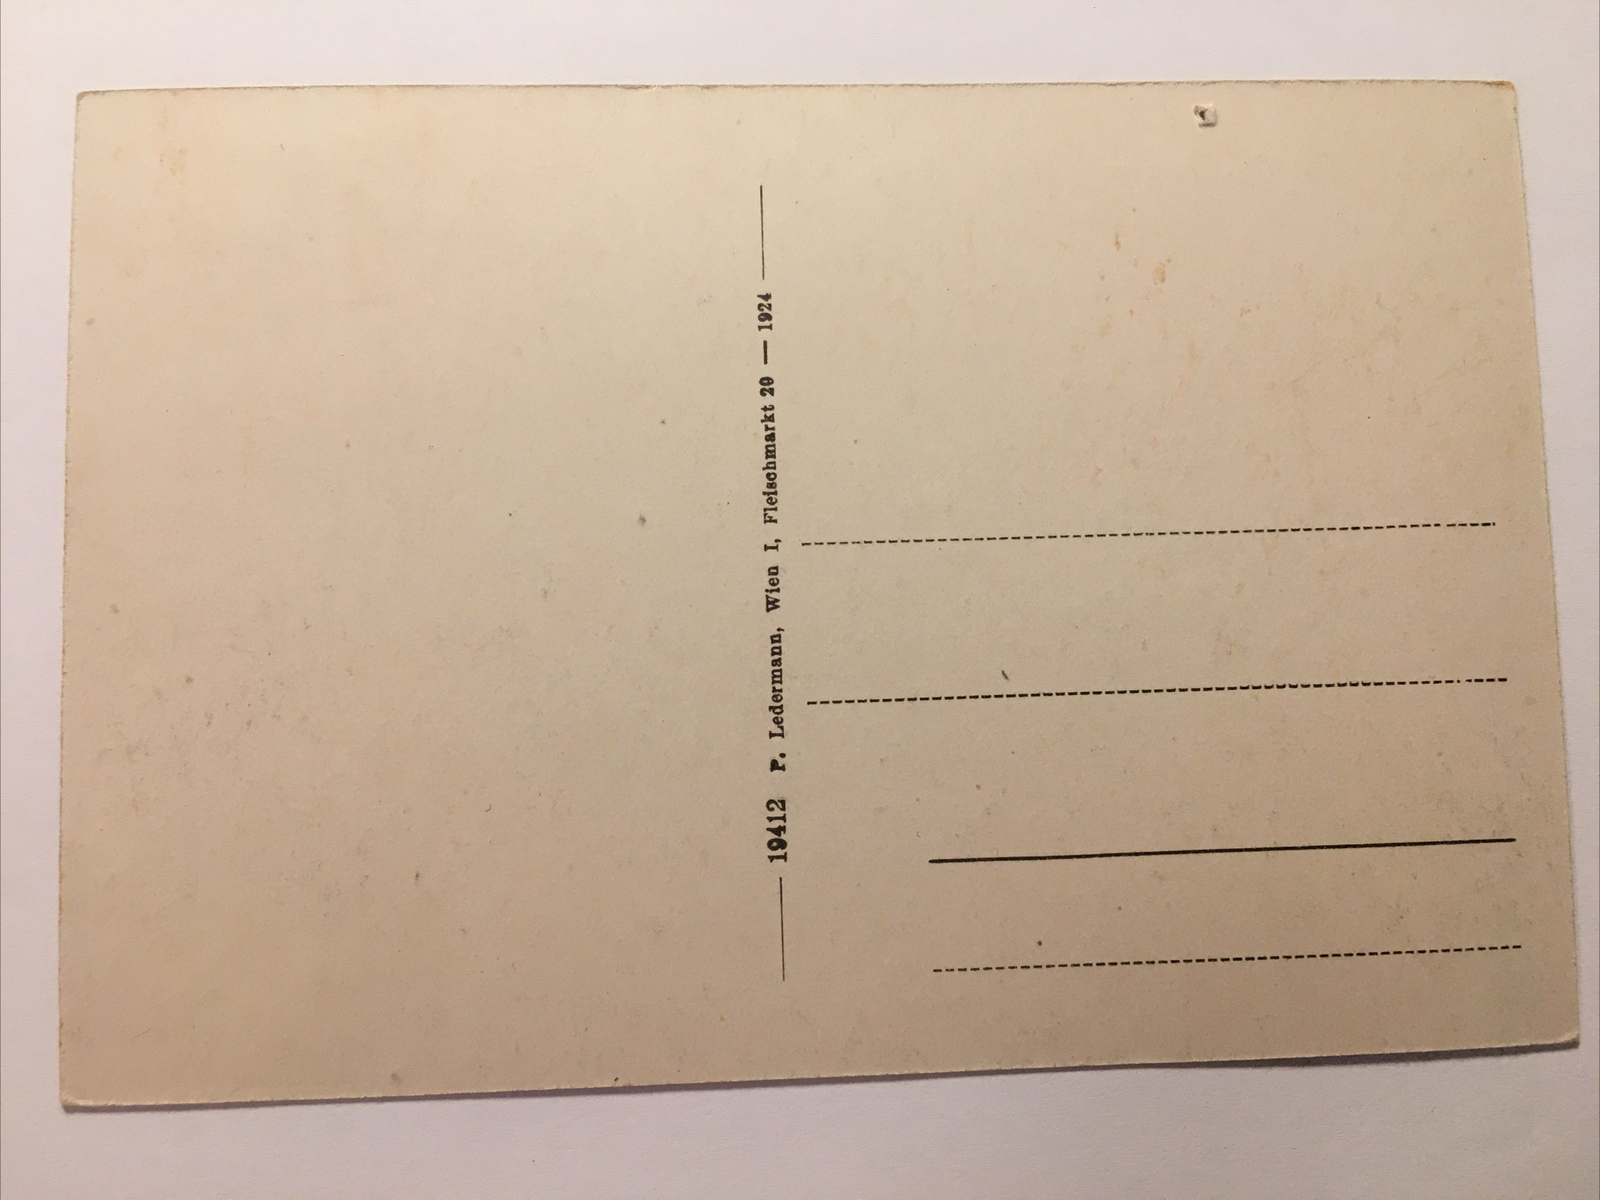 19412 P. Ledermann, Wien I, Fleischmarkt 20 — 1924